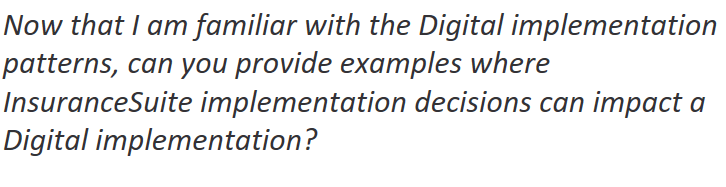 Now that I am familiar with the Digital implementation
patterns, can you provide examples where
InsuranceSuite implementation decisions can impact a
Digital implementation?